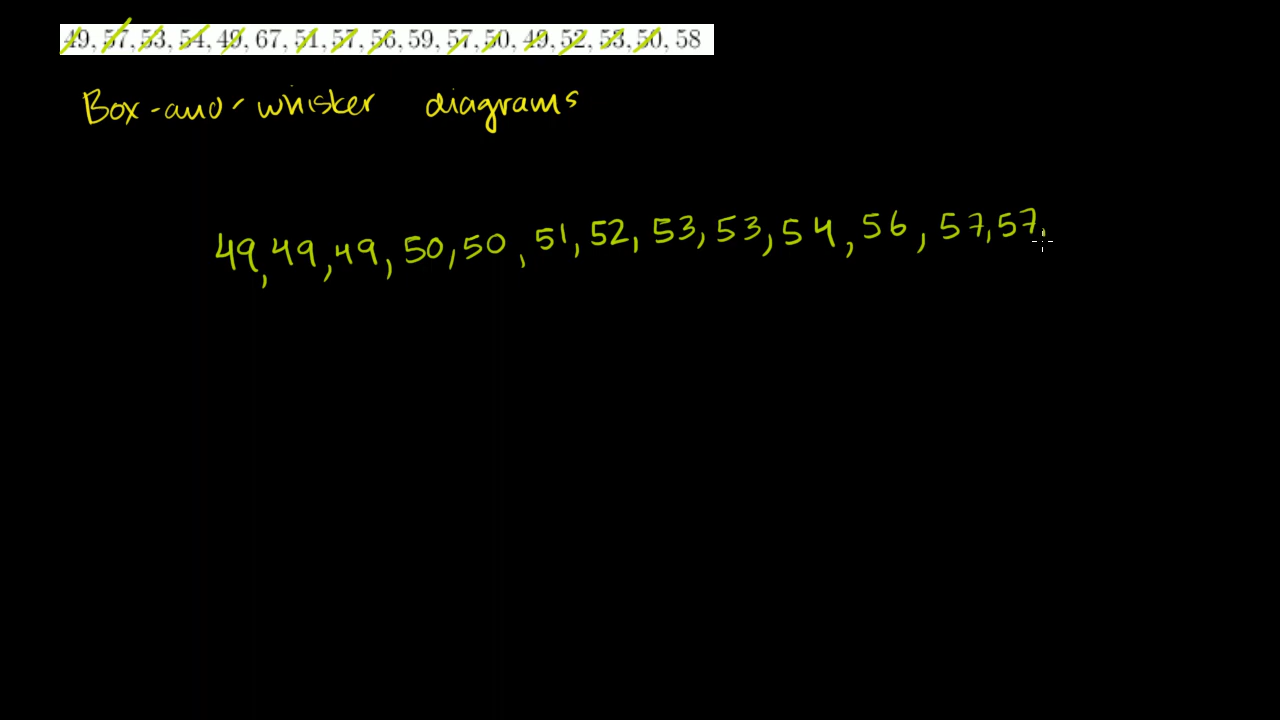 49, 57, 53, 54, 49, 67, 51, 57, 56, 59, 57, 50, 49, 52, 53, 50, 58
Box-and-whisker diagrams
49, 49, 49, 50, 50, 51, 52, 53, 53, 54, 56, 57, 57,